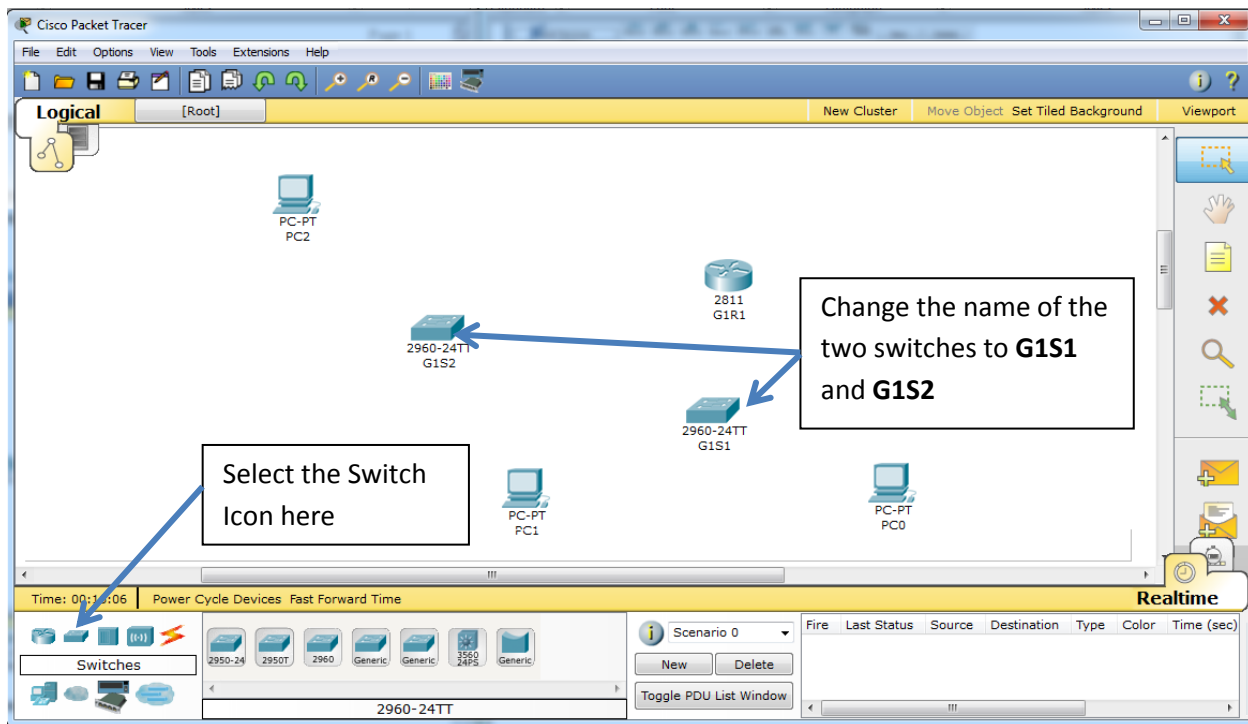 Cisco Packet Tracer
File Edit Options View Tools Extensions Help
Logical
[Root]
New Cluster
Move Object
Set Tiled Background
Viewport
PC-PT
PC2
2811
G1R1
Change the name of the
two switches to G1S1
and G1S2
2960-24TT
G1S2
2960-24TT
G1S1
Select the Switch
Icon here
PC-PT
PC1
PC-PT
PC0
Power Cycle Devices Fast Forward Time
Realtime
Switches
2950-24
2950T
2960
Generic
Generic
3560
24PS
Generic
2960-24TT
Scenario 0
New
Delete
Toggle PDU List Window
Fire Last Status Source Destination Type Color Time (sec)